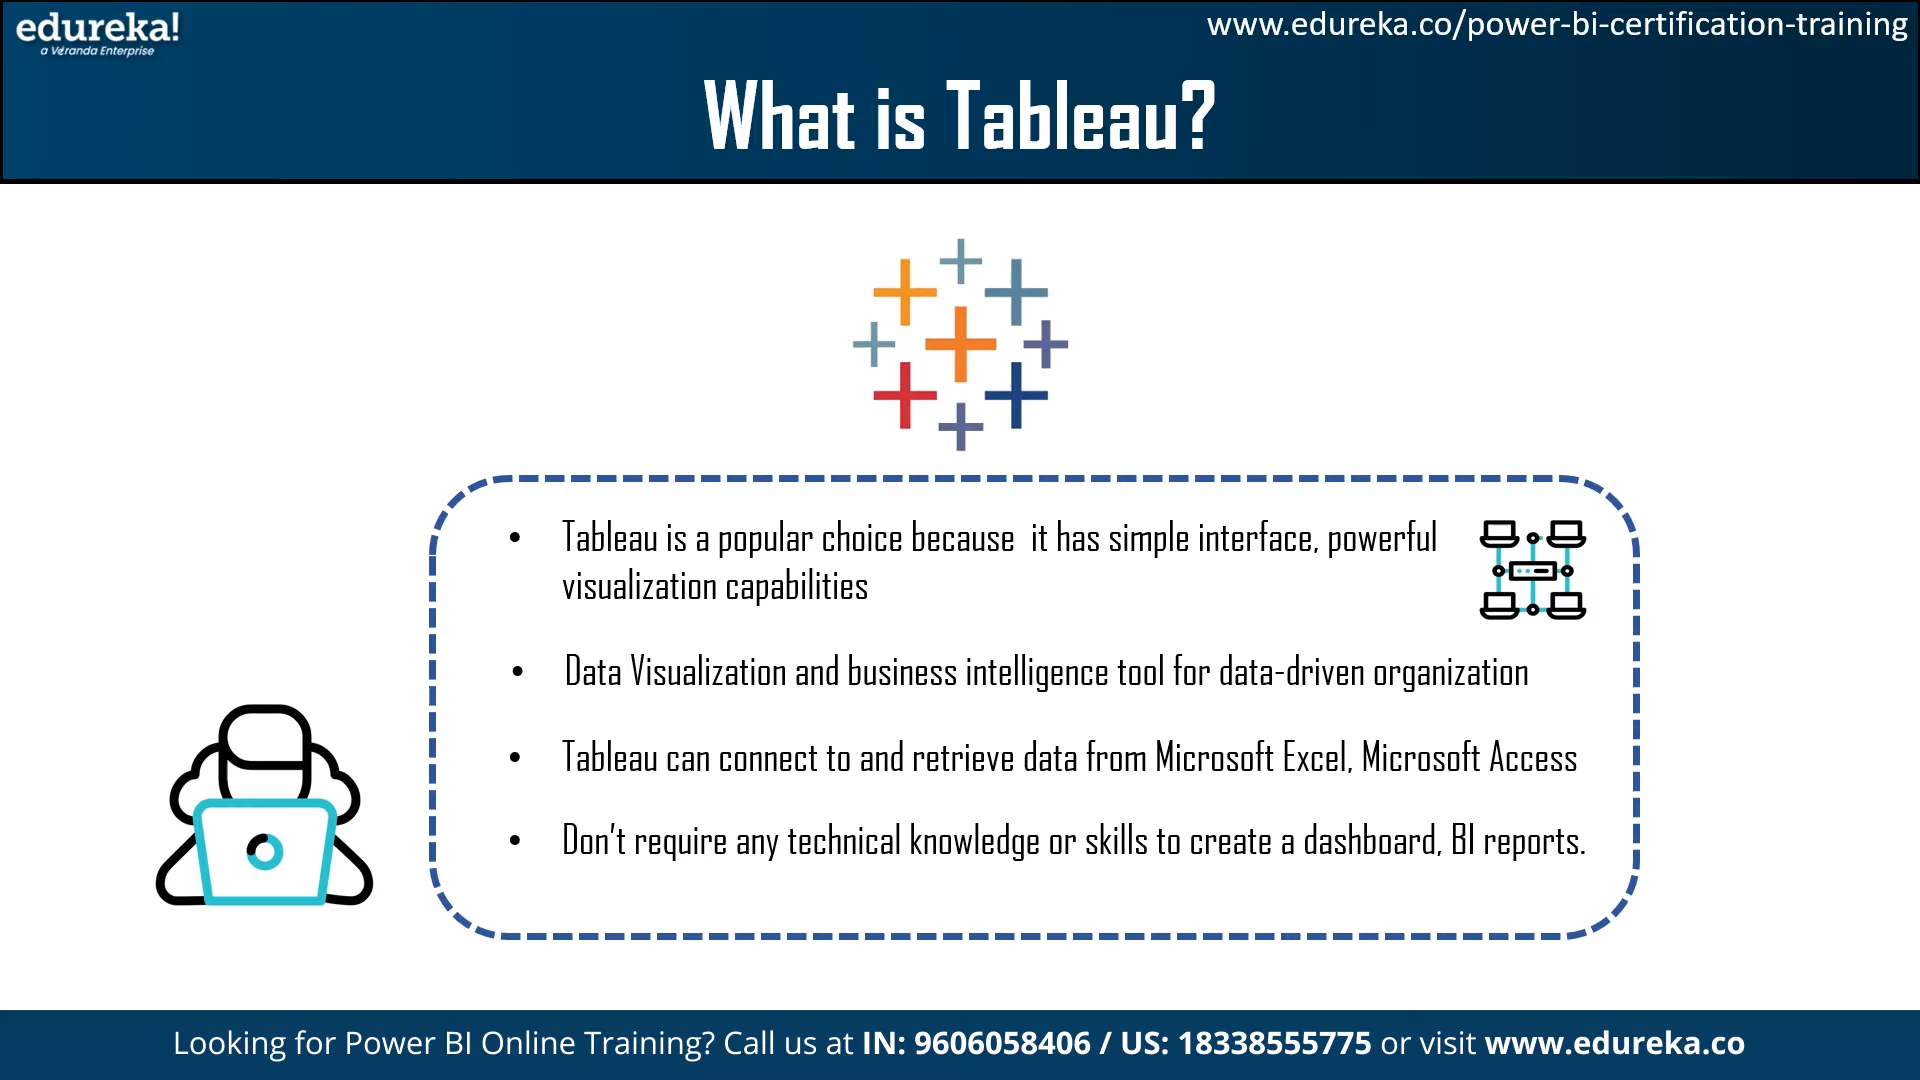 edureka!
a Veranda Enterprise
www.edureka.co/power-bi-certification-training
What is Tableau?
• Tableau is a popular choice because  it has simple interface, powerful
visualization capabilities
• Data Visualization and business intelligence tool for data-driven organization
• Tableau can connect to and retrieve data from Microsoft Excel, Microsoft Access
• Don't require any technical knowledge or skills to create a dashboard, BI reports.
Looking for Power BI Online Training? Call us at IN: 9606058406 / US: 18338555775 or visit www.edureka.co